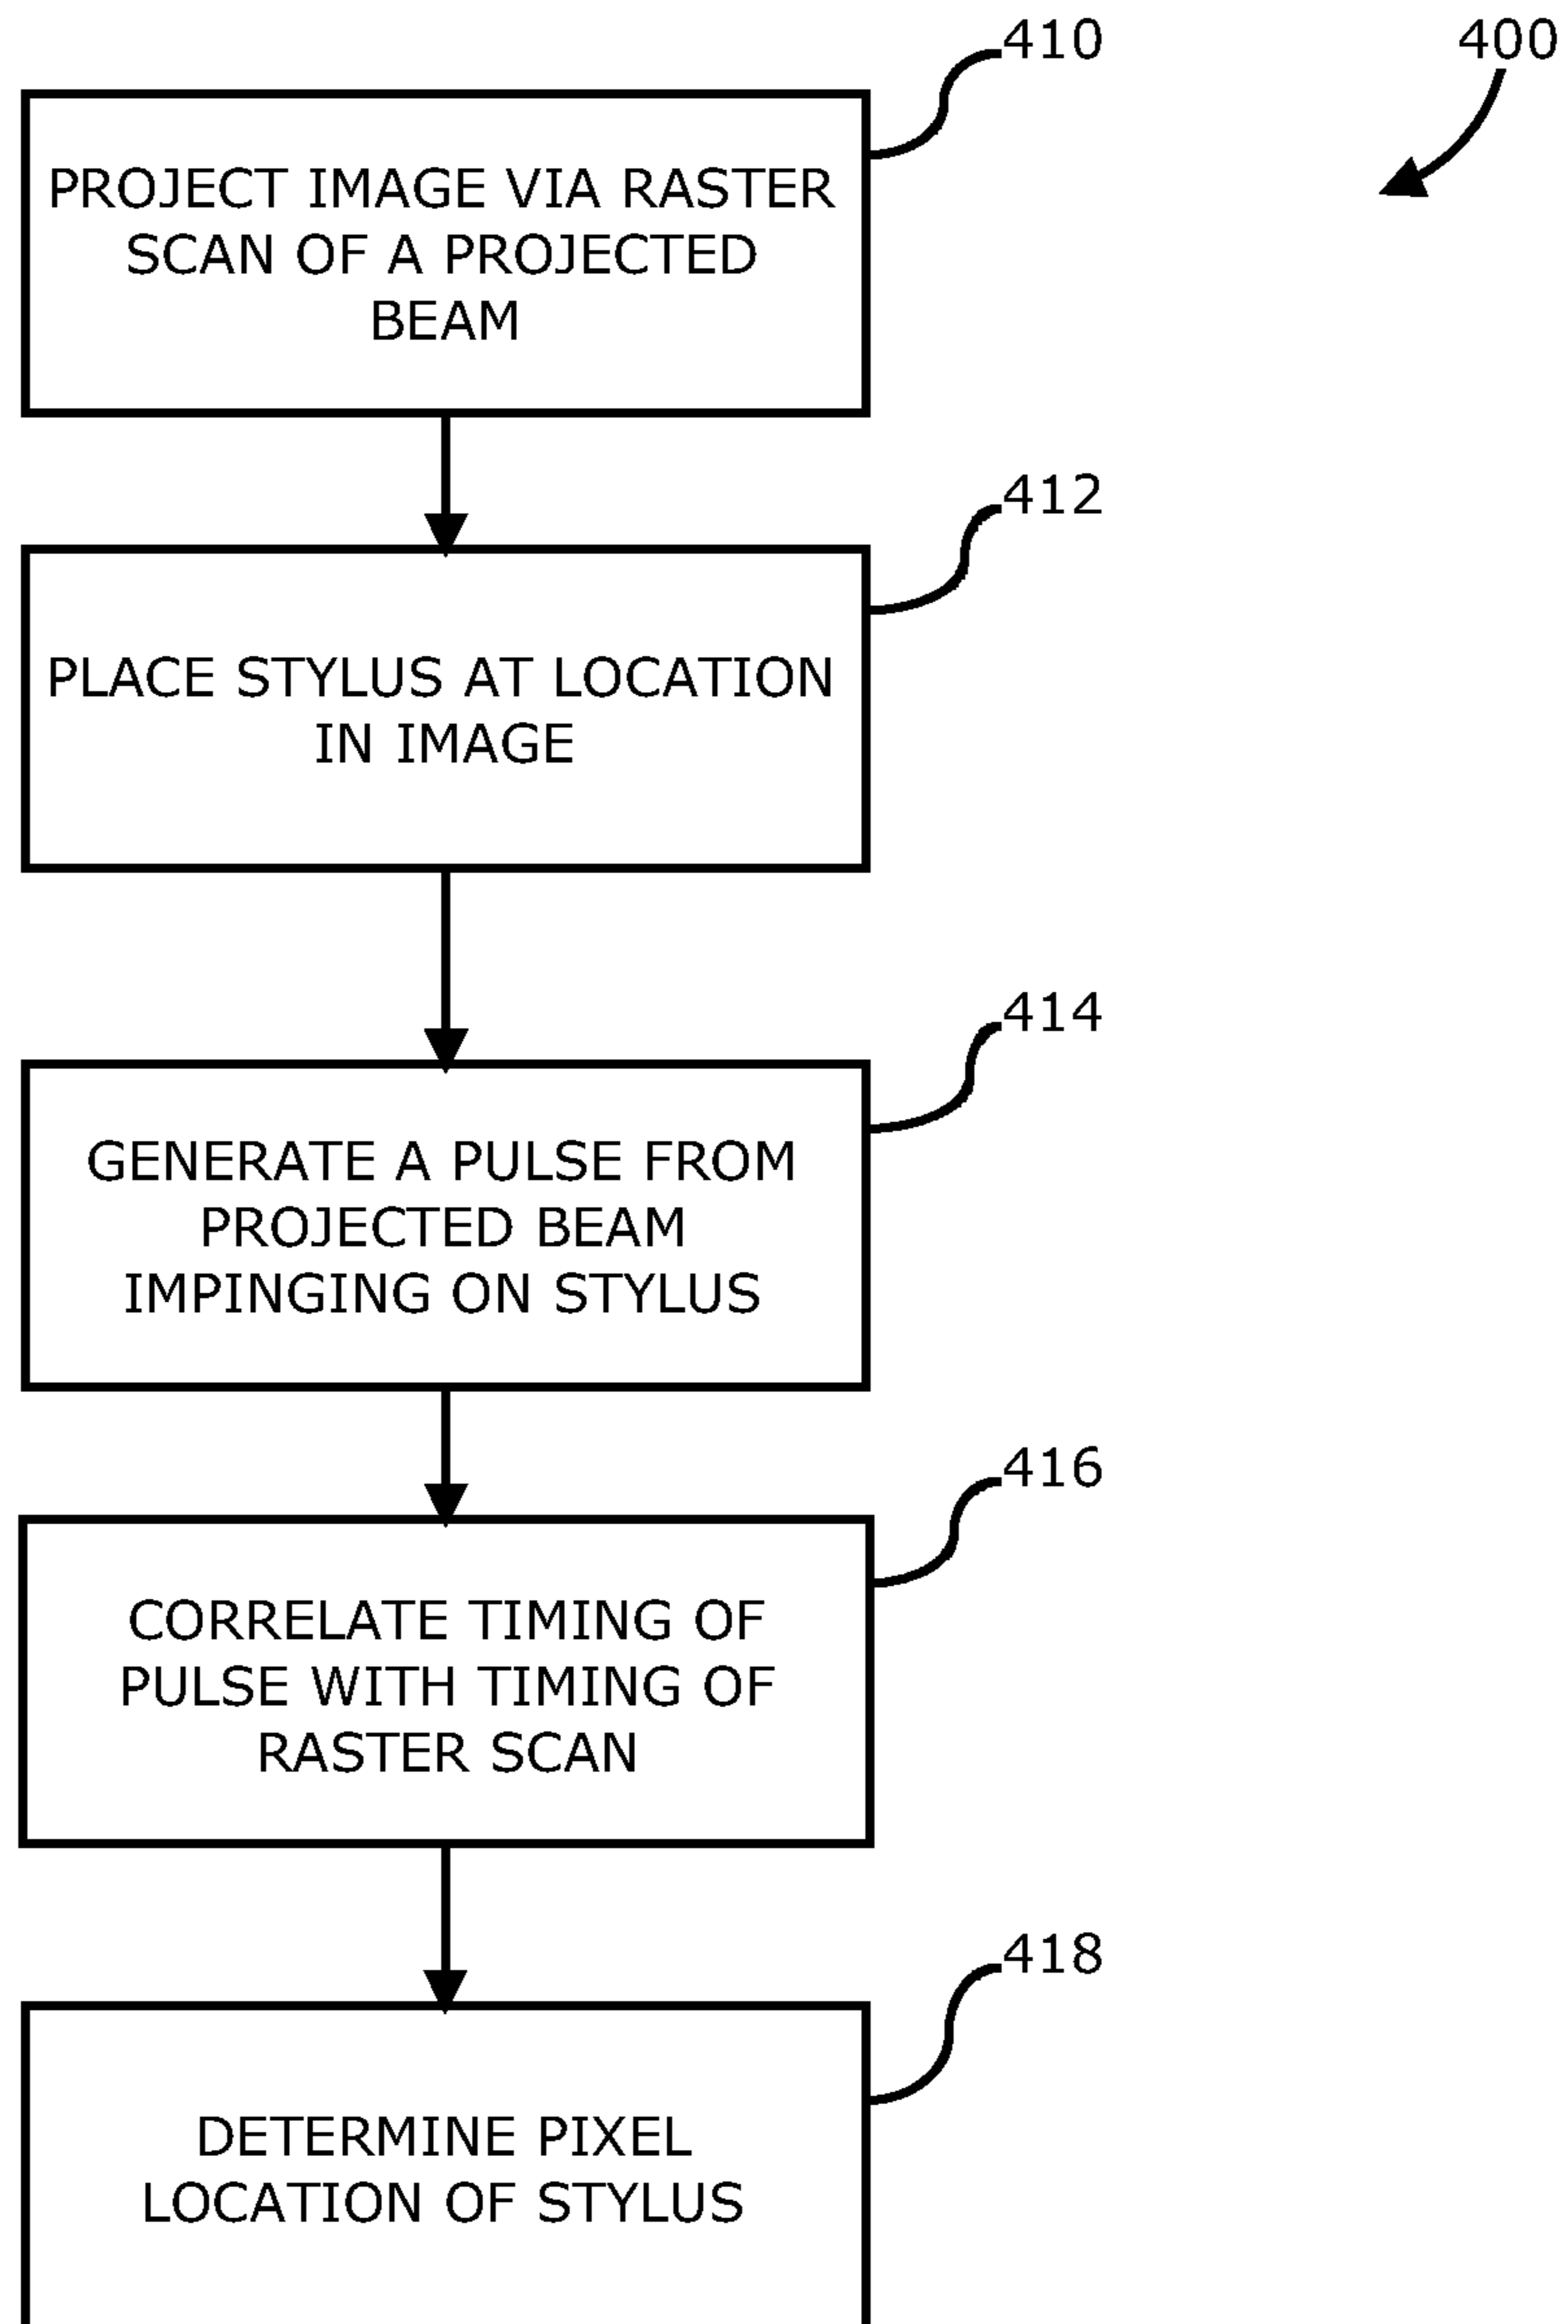 410
400
PROJECT IMAGE VIA RASTER
SCAN OF A PROJECTED
BEAM
412
PLACE STYLUS AT LOCATION
IN IMAGE
414
GENERATE A PULSE FROM
PROJECTED BEAM
IMPINGING ON STYLUS
416
CORRELATE TIMING OF
PULSE WITH TIMING OF
RASTER SCAN
418
DETERMINE PIXEL
LOCATION OF STYLUS